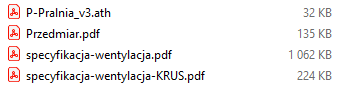 P-Pralnia_v3.ath 32 KB
Przedmiar.pdf 135 KB
specyfikacja-wentylacja.pdf 1 062 KB
specyfikacja-wentylacja-KRUS.pdf 224 KB